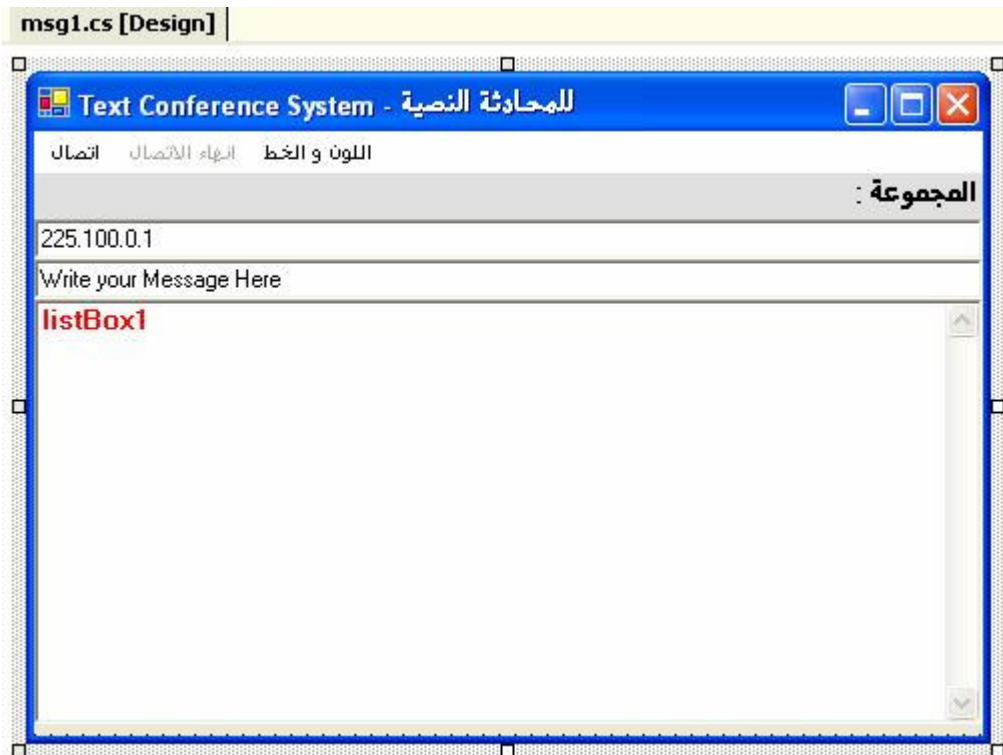 msg1.cs [Design]
Text Conference System - للمحادثة النصية
اتصال انهاء الاتصال اللون و الخط
المجموعة :
225.100.0.1
Write your Message Here
listBox1